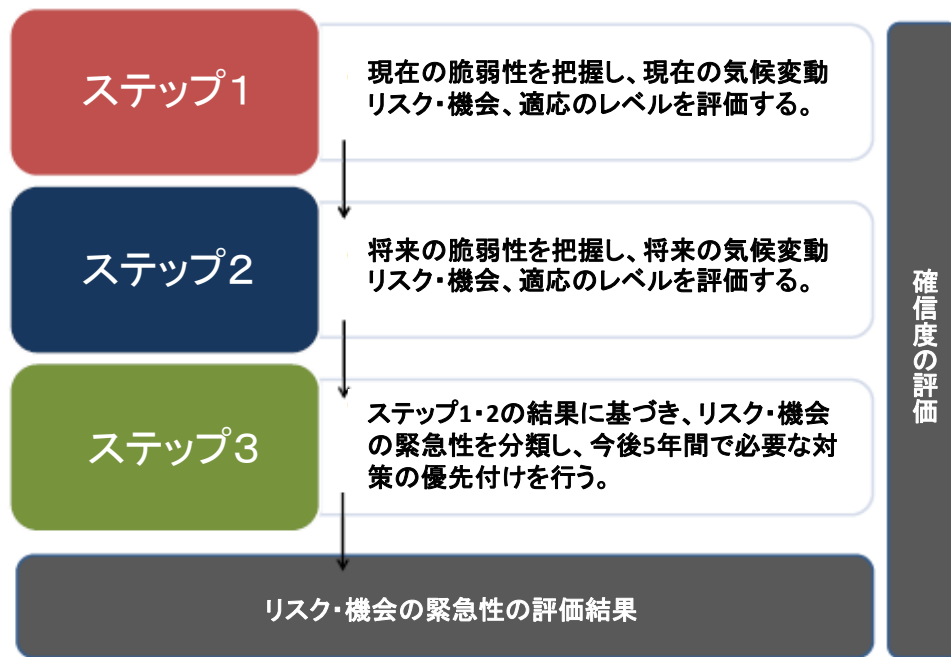 ステップ1
現在の脆弱性を把握し、現在の気候変動
リスク・機会、適応のレベルを評価する。
ステップ2
将来の脆弱性を把握し、将来の気候変動
リスク・機会、適応のレベルを評価する。
ステップ3
ステップ1・2の結果に基づき、リスク・機会
の緊急性を分類し、今後5年間で必要な対
策の優先付けを行う。
リスク・機会の緊急性の評価結果
確信度の評価